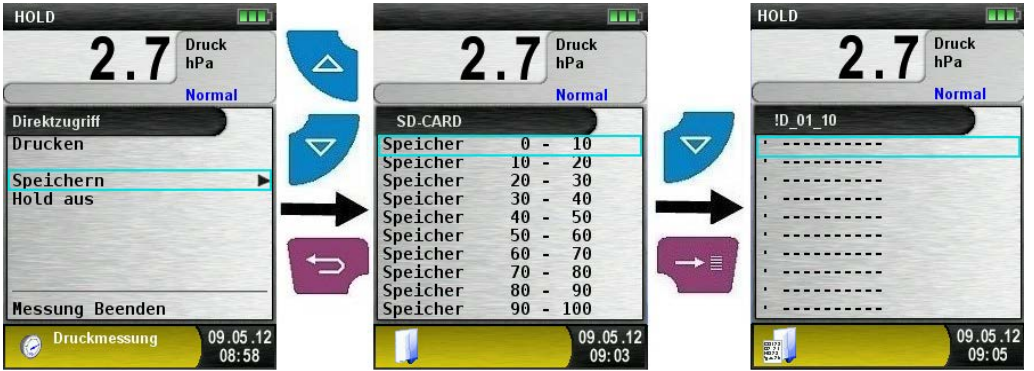 HOLD
2.7 Druck
hPa
Normal
Direktzugriff
Drucken
Speichern
Hold aus
Messung Beenden
Druckmessung 09.05.12
08:58
2.7 Druck
hPa
Normal
SD-CARD
Speicher 0 - 10
Speicher 10 - 20
Speicher 20 - 30
Speicher 30 - 40
Speicher 40 - 50
Speicher 50 - 60
Speicher 60 - 70
Speicher 70 - 80
Speicher 80 - 90
Speicher 90 - 100
09.05.12
09:03
HOLD
2.7 Druck
hPa
Normal
!D_01_10
' ----------
' ----------
' ----------
' ----------
' ----------
' ----------
' ----------
' ----------
' ----------
' ----------
09.05.12
09:05